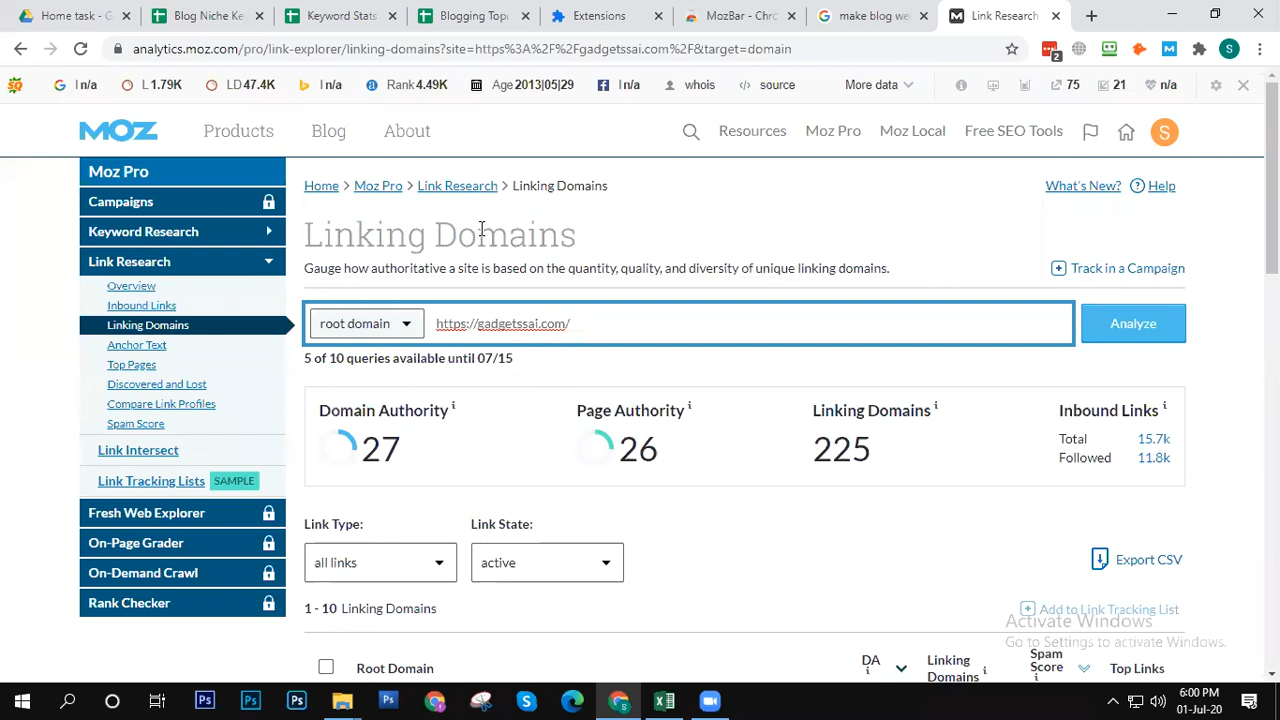 Home task - G
Blog Niche Ke
Keyword Stats
Blogging Topi
Extensions
MozBar - Chro
make blog we
Link Research
analytics.moz.com/pro/link-explorer/linking-domains?site=https%3A%2F%2Fgadgetssai.com%2F&target=domain
S
2
I n/a
L 1.79K
LD 47.4K
I n/a
Rank 4.49K
Age 2013|05|29
I n/a
whois
source
More data
75
21
n/a
MOZ
Products
Blog
About
Resources
Moz Pro
Moz Local
Free SEO Tools
S
Moz Pro
Campaigns
Keyword Research
Link Research
Overview
Inbound Links
Linking Domains
Anchor Text
Top Pages
Discovered and Lost
Compare Link Profiles
Spam Score
Link Intersect
Link Tracking Lists SAMPLE
Fresh Web Explorer
On-Page Grader
On-Demand Crawl
Rank Checker
Home > Moz Pro > Link Research > Linking Domains
What's New?
Help
Linking Domains
Gauge how authoritative a site is based on the quantity, quality, and diversity of unique linking domains.
Track in a Campaign
root domain
https://gadgetssai.com/
Analyze
5 of 10 queries available until 07/15
Domain Authority i
27
Page Authority i
26
Linking Domains i
225
Inbound Links i
Total 15.7k
Followed 11.8k
Link Type:
all links
Link State:
active
Export CSV
1 - 10 Linking Domains
Add to Link Tracking List
Activate Windows
Go to Settings to activate Windows.
Root Domain
DA i
Linking Domains i
Spam Score i
Top Links
6:00 PM
01-Jul-20